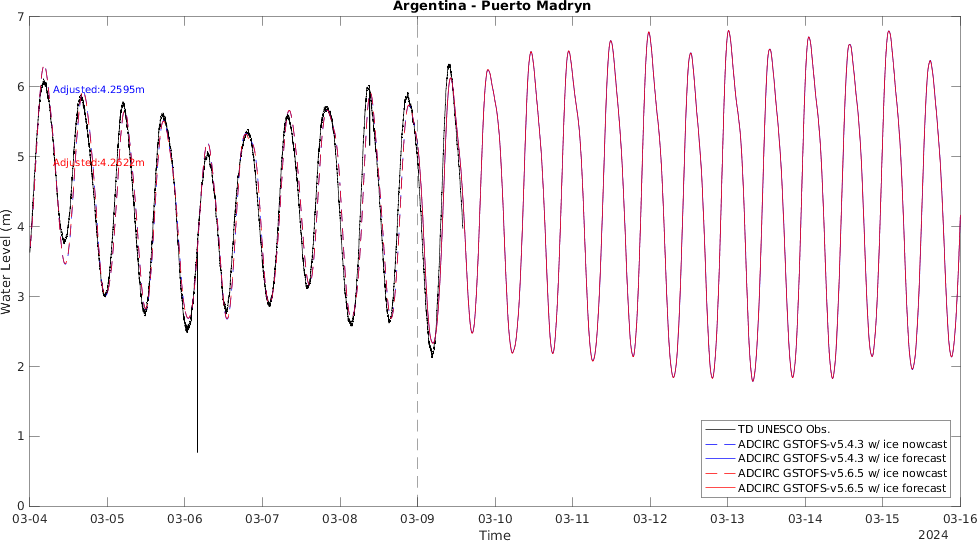 Argentina - Puerto Madryn
7
6
5
4
3
2
1
0
Water Level (m)
Adjusted:4.2595m
Adjusted:4.2522m
TD UNESCO Obs.
ADCIRC GSTOFS-v5.4.3 w/ ice nowcast
ADCIRC GSTOFS-v5.4.3 w/ ice forecast
ADCIRC GSTOFS-v5.6.5 w/ ice nowcast
ADCIRC GSTOFS-v5.6.5 w/ ice forecast
03-04 03-05 03-06 03-07 03-08 03-09 03-10 03-11 03-12 03-13 03-14 03-15 03-16
Time
2024